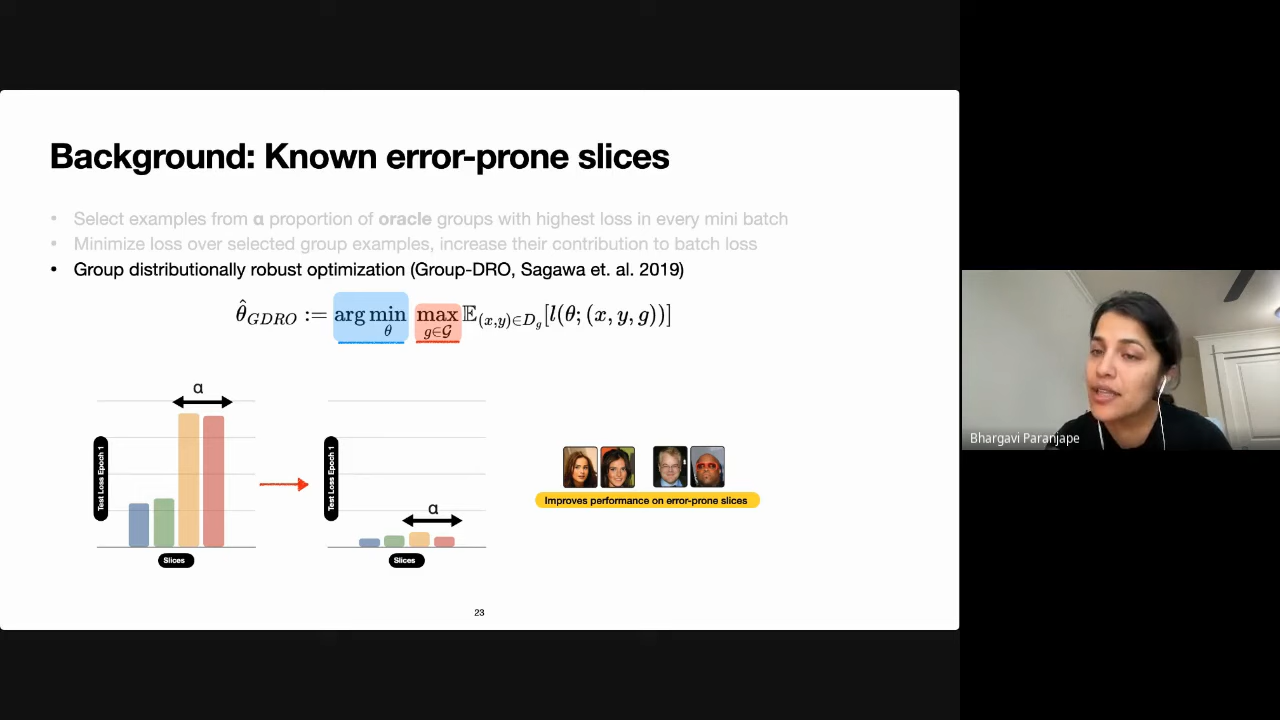 Background: Known error-prone slices
• Select examples from α proportion of oracle groups with highest loss in every mini batch
• Minimize loss over selected group examples, increase their contribution to batch loss
• Group distributionally robust optimization (Group-DRO, Sagawa et. al. 2019)
θ̂_GDRO := arg min_θ max_{g∈𝒢} 𝔼_{(x,y)∈D_g}[l(θ; (x, y, g))]
α
Test Loss Epoch 1
Slices
α
Test Loss Epoch 1
Slices
Improves performance on error-prone slices
23
Bhargavi Paranjape